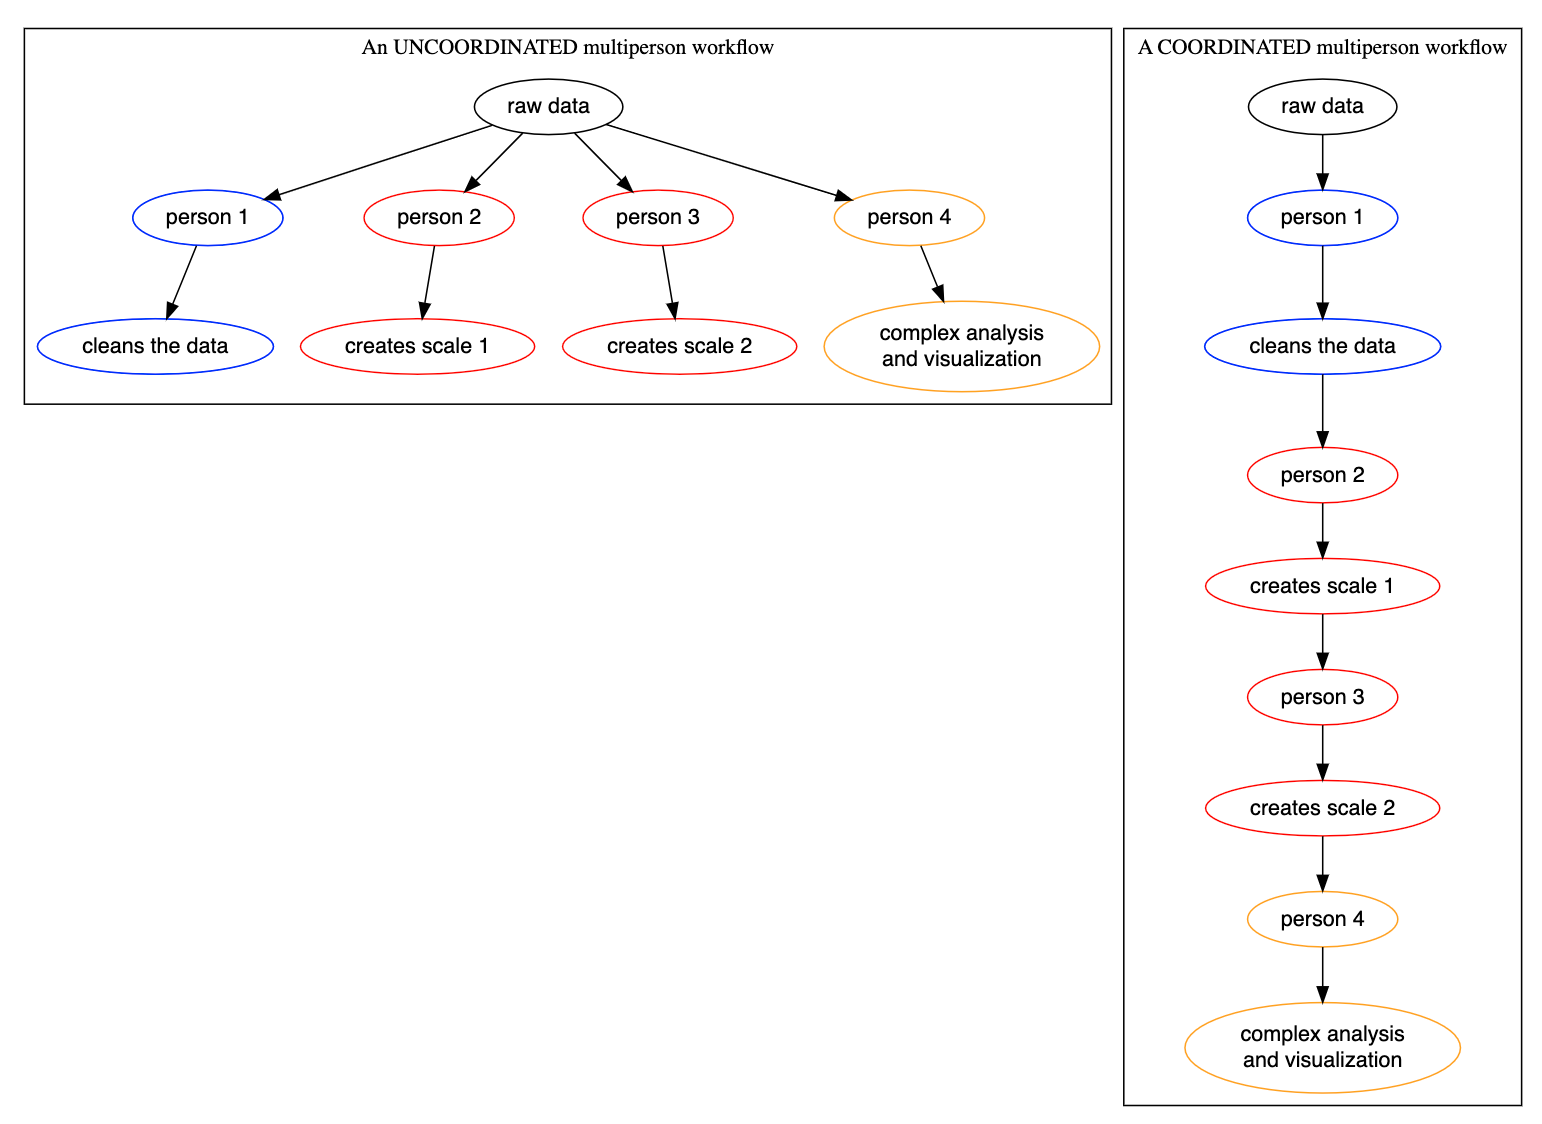 An UNCOORDINATED multiperson workflow
raw data
person 1
person 2
person 3
person 4
cleans the data
creates scale 1
creates scale 2
complex analysis
and visualization
A COORDINATED multiperson workflow
raw data
person 1
cleans the data
person 2
creates scale 1
person 3
creates scale 2
person 4
complex analysis
and visualization